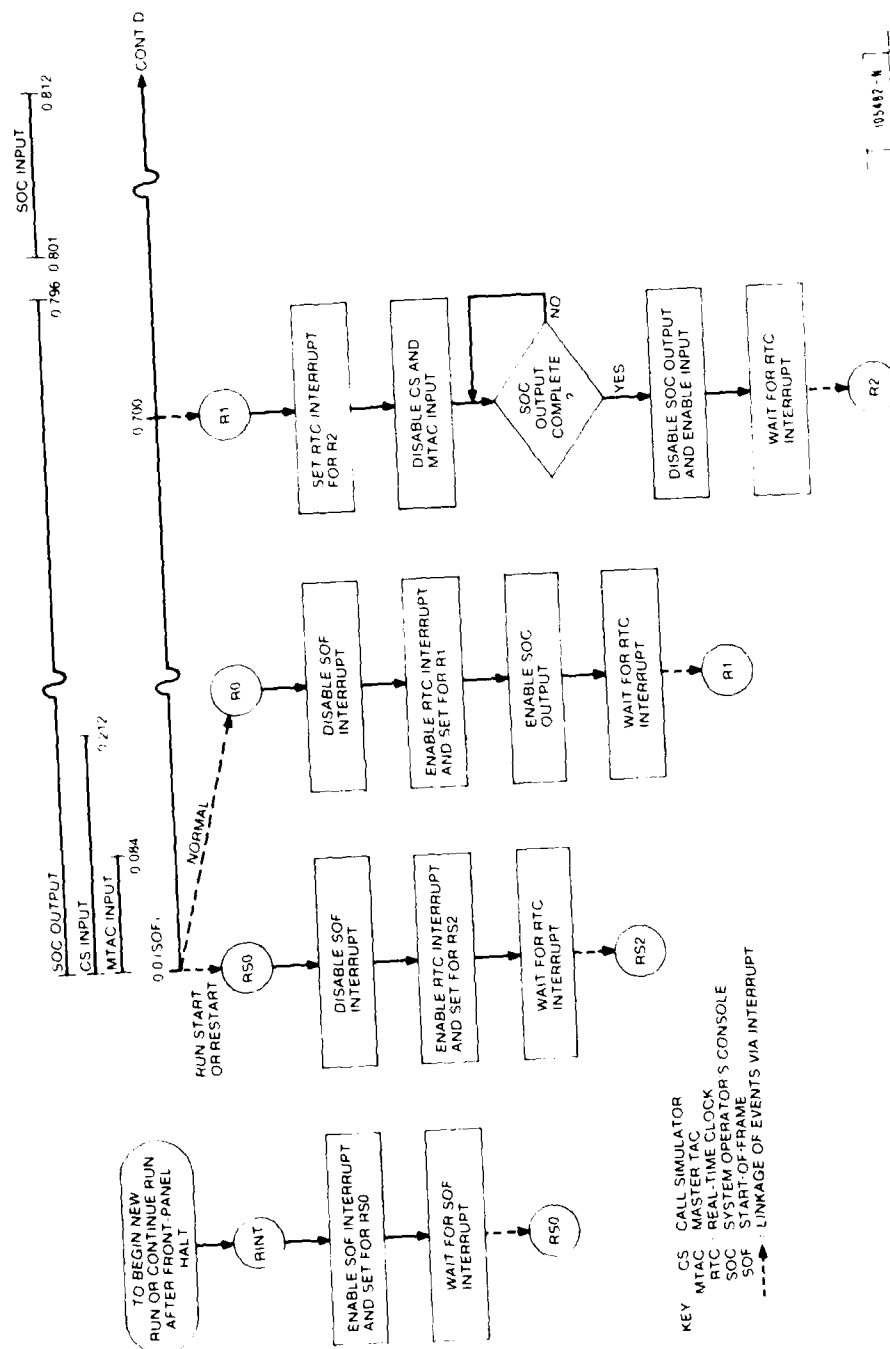 SOC OUTPUT
CS INPUT
MTAC INPUT
0.084
0.212
0.796
0.801
SOC INPUT
0.812
0.0 (SOF)
0.700
CONT D
RUN START
OR RESTART
NORMAL
TO BEGIN NEW
RUN OR CONTINUE RUN
AFTER FRONT-PANEL
HALT
RINT
ENABLE SOF INTERRUPT
AND SET FOR RS0
WAIT FOR SOF
INTERRUPT
RS0
RS0
DISABLE SOF
INTERRUPT
ENABLE RTC INTERRUPT
AND SET FOR RS2
WAIT FOR RTC
INTERRUPT
RS2
R0
DISABLE SOF
INTERRUPT
ENABLE RTC INTERRUPT
AND SET FOR R1
ENABLE SOC
OUTPUT
WAIT FOR RTC
INTERRUPT
R1
R1
SET RTC INTERRUPT
FOR R2
DISABLE CS AND
MTAC INPUT
SOC
OUTPUT
COMPLETE
?
NO
YES
DISABLE SOC OUTPUT
AND ENABLE INPUT
WAIT FOR RTC
INTERRUPT
R2
KEY CS CALL SIMULATOR
MTAC MASTER TAC
RTC : REAL-TIME CLOCK
SOC SYSTEM OPERATOR'S CONSOLE
SOF START-OF-FRAME
: LINKAGE OF EVENTS VIA INTERRUPT
105487-N